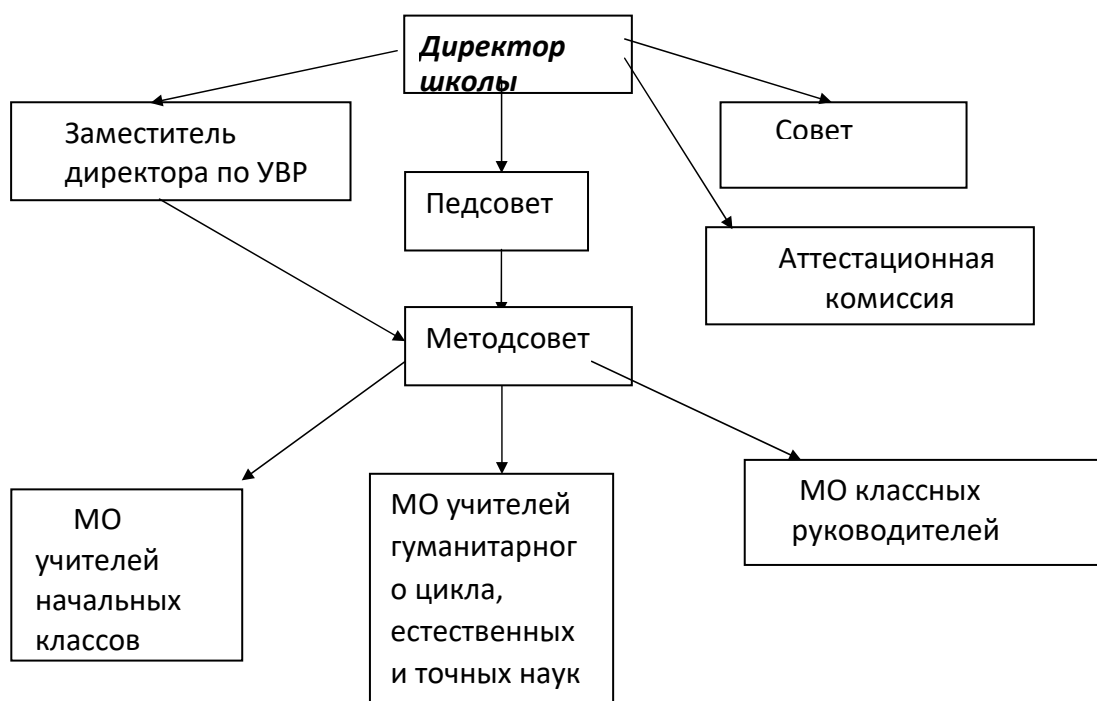 Директор
школы
Заместитель
директора по УВР
Совет
Педсовет
Аттестационная
комиссия
Методсовет
МО
учителей
начальных
классов
МО учителей
гуманитарног
о цикла,
естественных
и точных наук
МО классных
руководителей